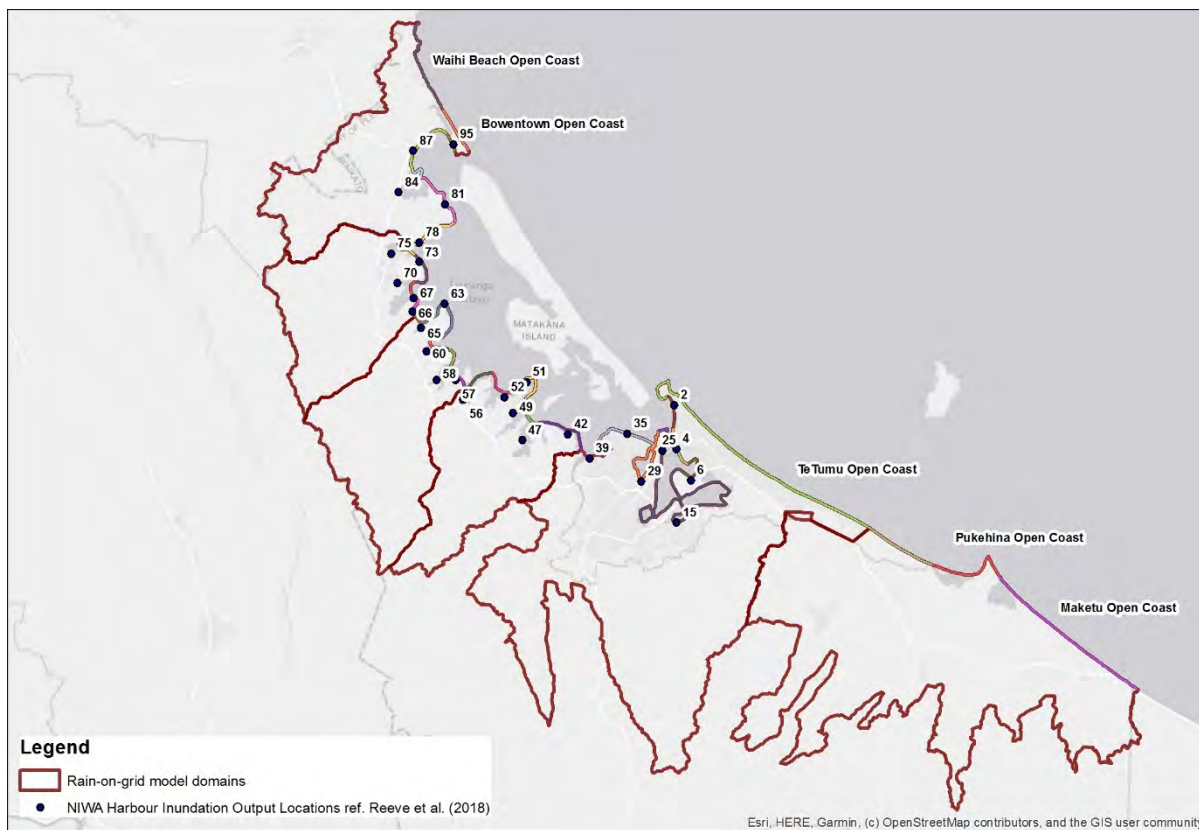 Waihi Beach Open Coast
Bowentown Open Coast
95
87
84
81
78
75
73
70
67
63
66
65
60
58
57
56
52
51
49
47
42
39
35
MATAKANA
ISLAND
2
25
4
29
6
15
TeTumu Open Coast
Pukehina Open Coast
Maketu Open Coast
WAIKATO
Legend
Rain-on-grid model domains
NIWA Harbour Inundation Output Locations ref. Reeve et al. (2018)
Esri, HERE, Garmin, (c) OpenStreetMap contributors, and the GIS user community